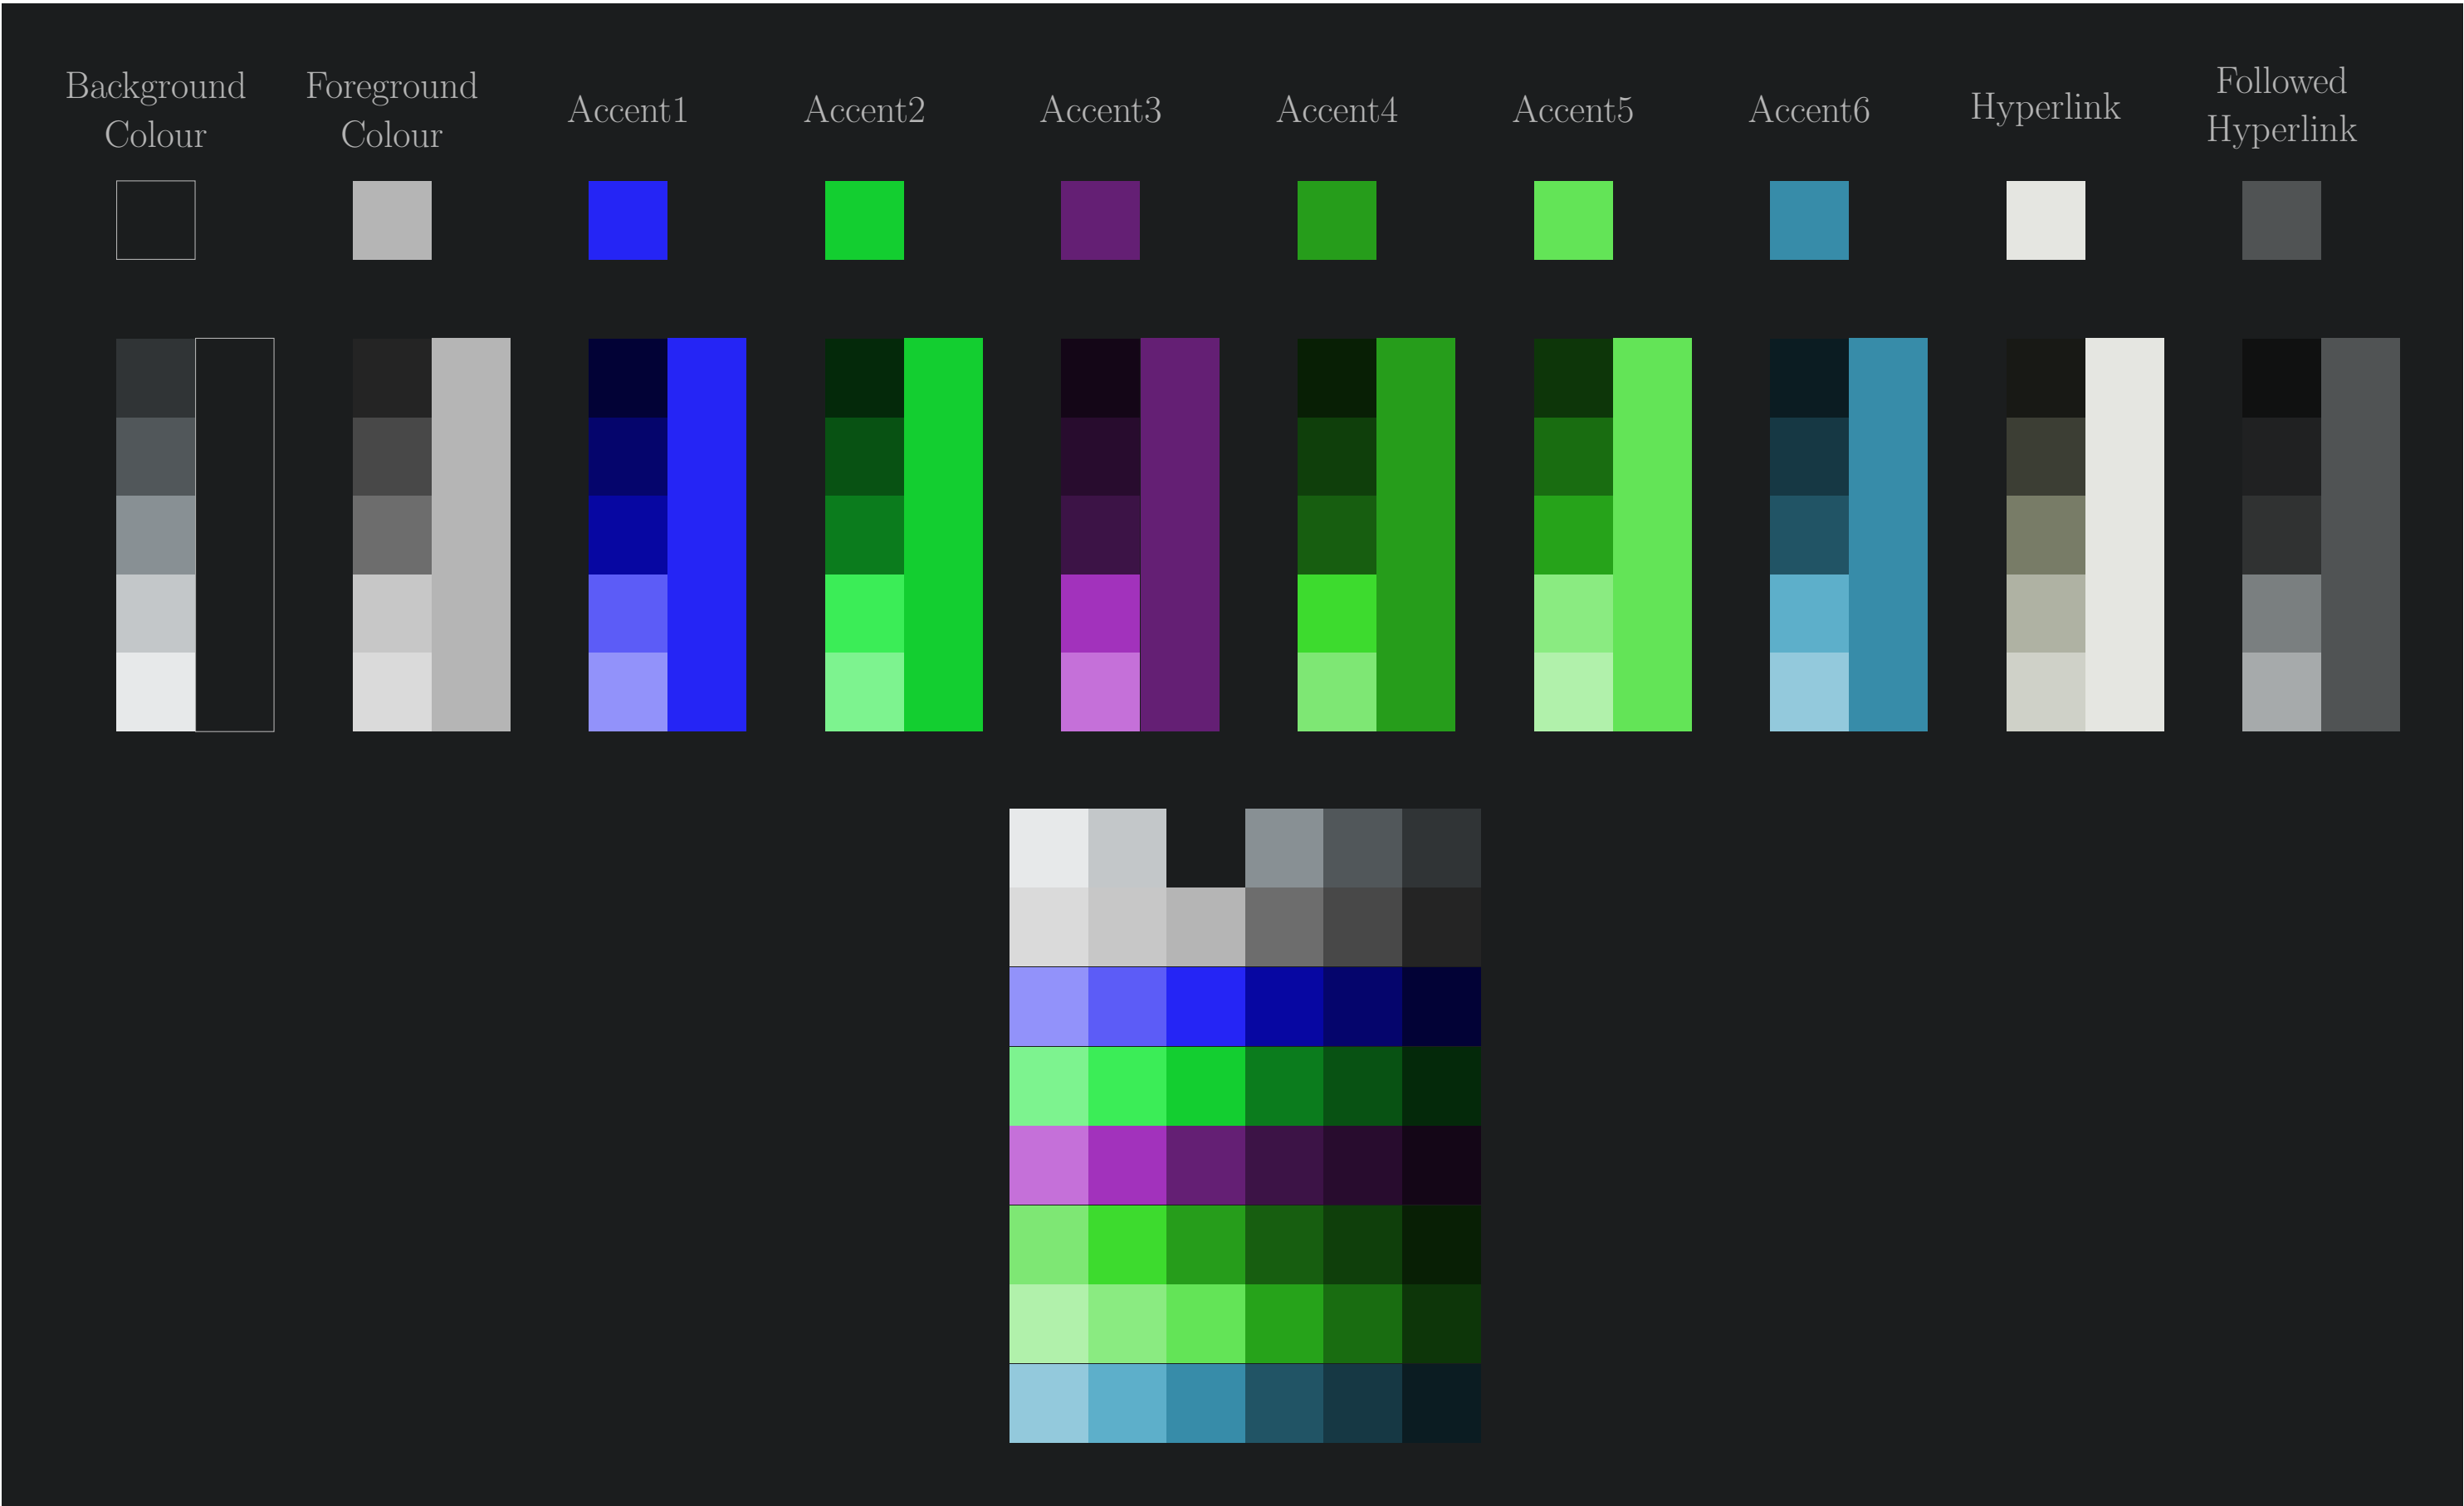 Background
Colour
Foreground
Colour
Accent1
Accent2
Accent3
Accent4
Accent5
Accent6
Hyperlink
Followed
Hyperlink